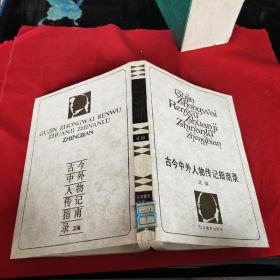 GUJIN ZHONGWAI RENWU
ZHUANJI ZHINANLU
ZHENGBIAN
古今
中外
人物
传记
指南
录
正编
正编
Gujin
Zhongwai
Renwu
Zhuanji
Zhinanlu
Zhengbian
古今中外人物传记指南录
正编